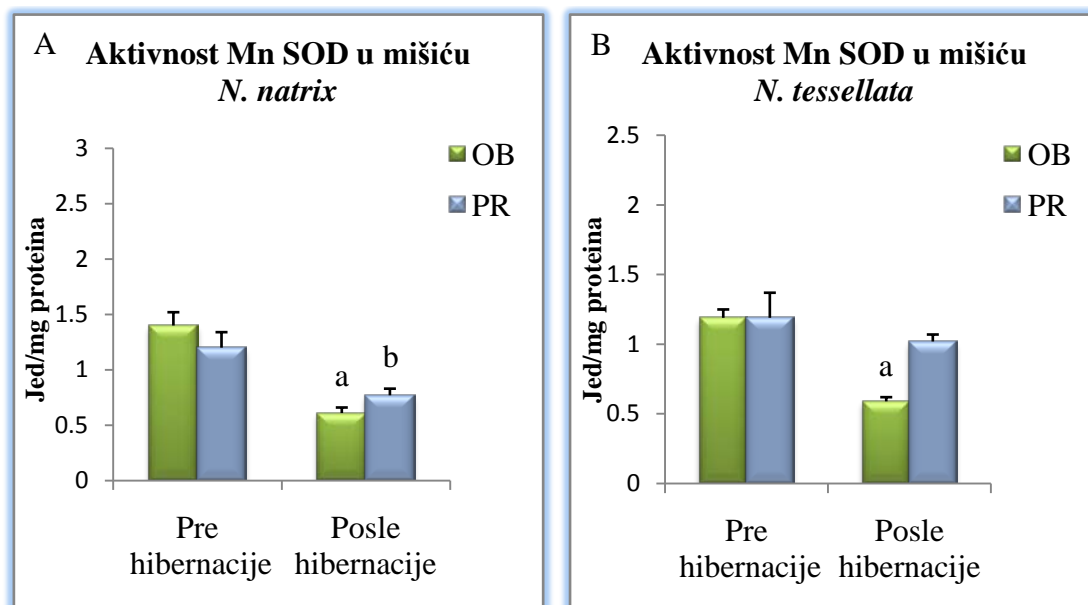 A
Aktivnost Mn SOD u mišiću
N. natrix
Jed/mg proteina
3
2.5
2
1.5
1
0.5
0
OB
PR
a
b
Pre
hibernacije
Posle
hibernacije
B
Aktivnost Mn SOD u mišiću
N. tessellata
Jed/mg proteina
2.5
2
1.5
1
0.5
0
OB
PR
a
Pre
hibernacije
Posle
hibernacije